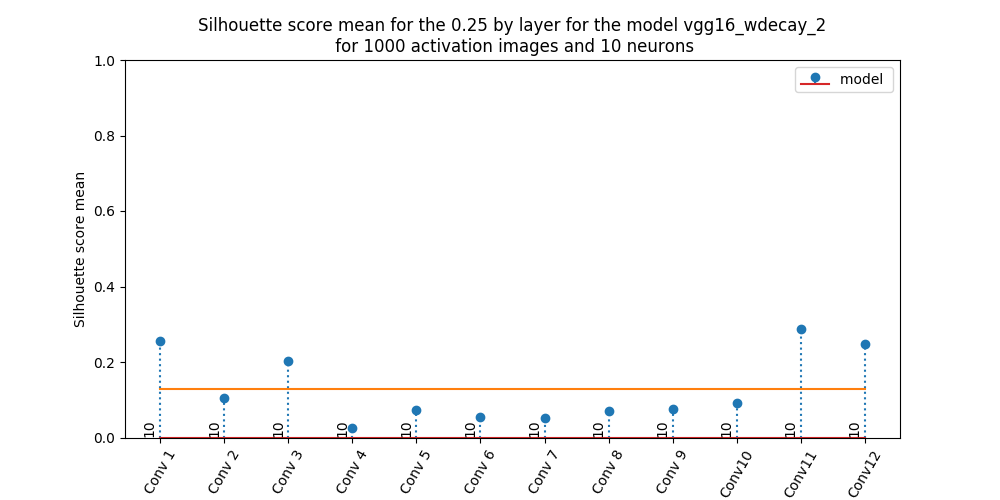 Silhouette score mean for the 0.25 by layer for the model vgg16_wdecay_2
for 1000 activation images and 10 neurons
model
Silhouette score mean
1.0
0.8
0.6
0.4
0.2
0.0
10 10 10 10 10 10 10 10 10 10 10 10
Conv 1 Conv 2 Conv 3 Conv 4 Conv 5 Conv 6 Conv 7 Conv 8 Conv 9 Conv10 Conv11 Conv12